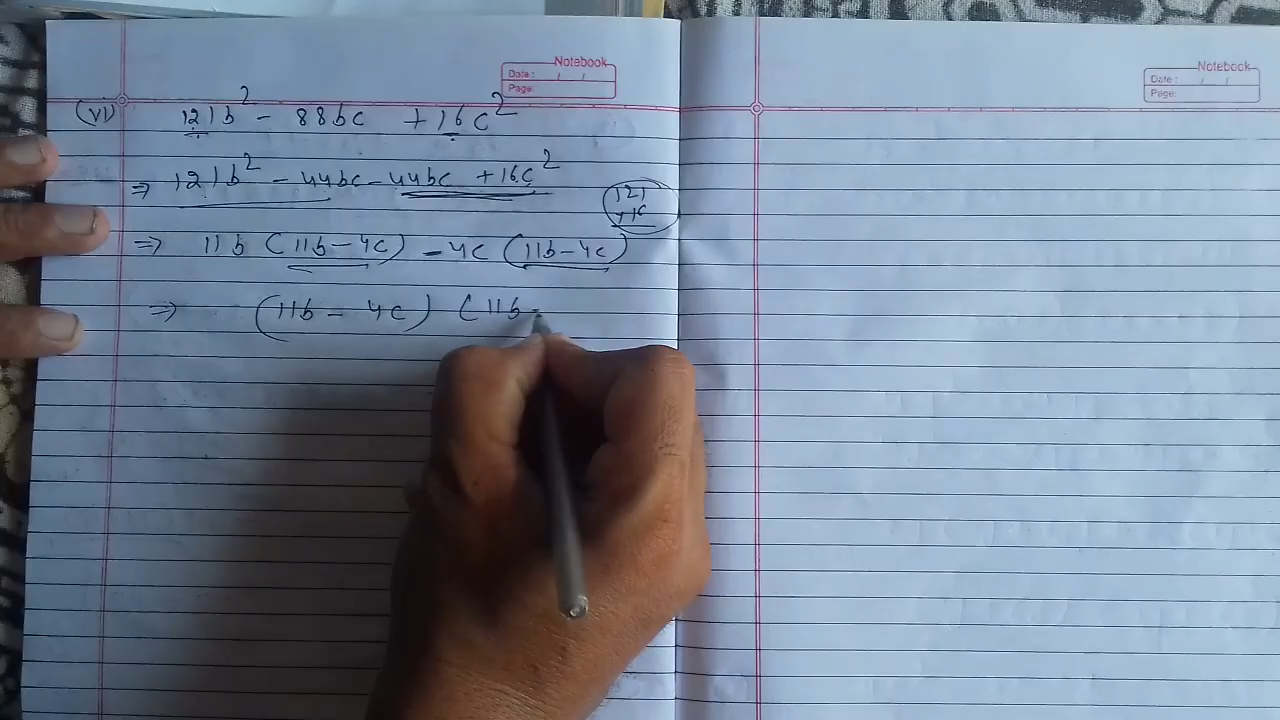 Notebook
Date: / /
Page:
Notebook
Date: / /
Page:
(vi) 121b² - 88bc + 16c²
⇒ 121b² - 44bc - 44bc + 16c²
121
⇒ 11b (11b - 4c) - 4c (11b - 4c)
⇒ (11b - 4c) (11b -